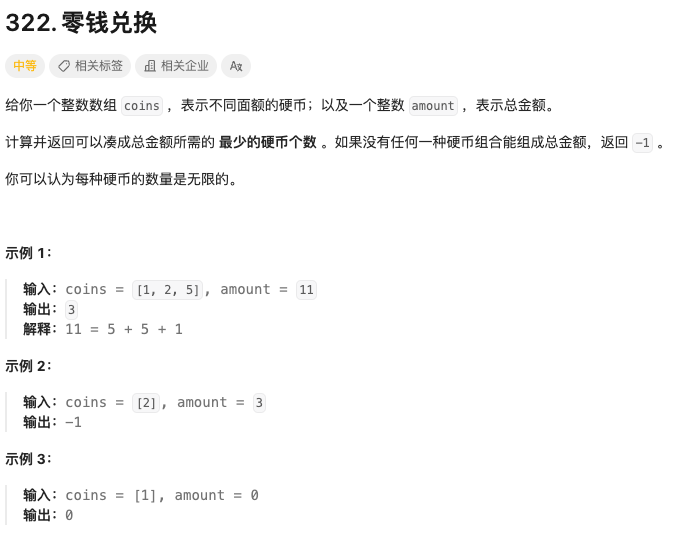 322. 零钱兑换
中等 相关标签 相关企业 Aあ
给你一个整数数组 coins ，表示不同面额的硬币；以及一个整数 amount ，表示总金额。
计算并返回可以凑成总金额所需的 最少的硬币个数 。如果没有任何一种硬币组合能组成总金额，返回 -1 。
你可以认为每种硬币的数量是无限的。
示例 1：
输入：coins = [1, 2, 5], amount = 11
输出：3
解释：11 = 5 + 5 + 1
示例 2：
输入：coins = [2], amount = 3
输出：-1
示例 3：
输入：coins = [1], amount = 0
输出：0